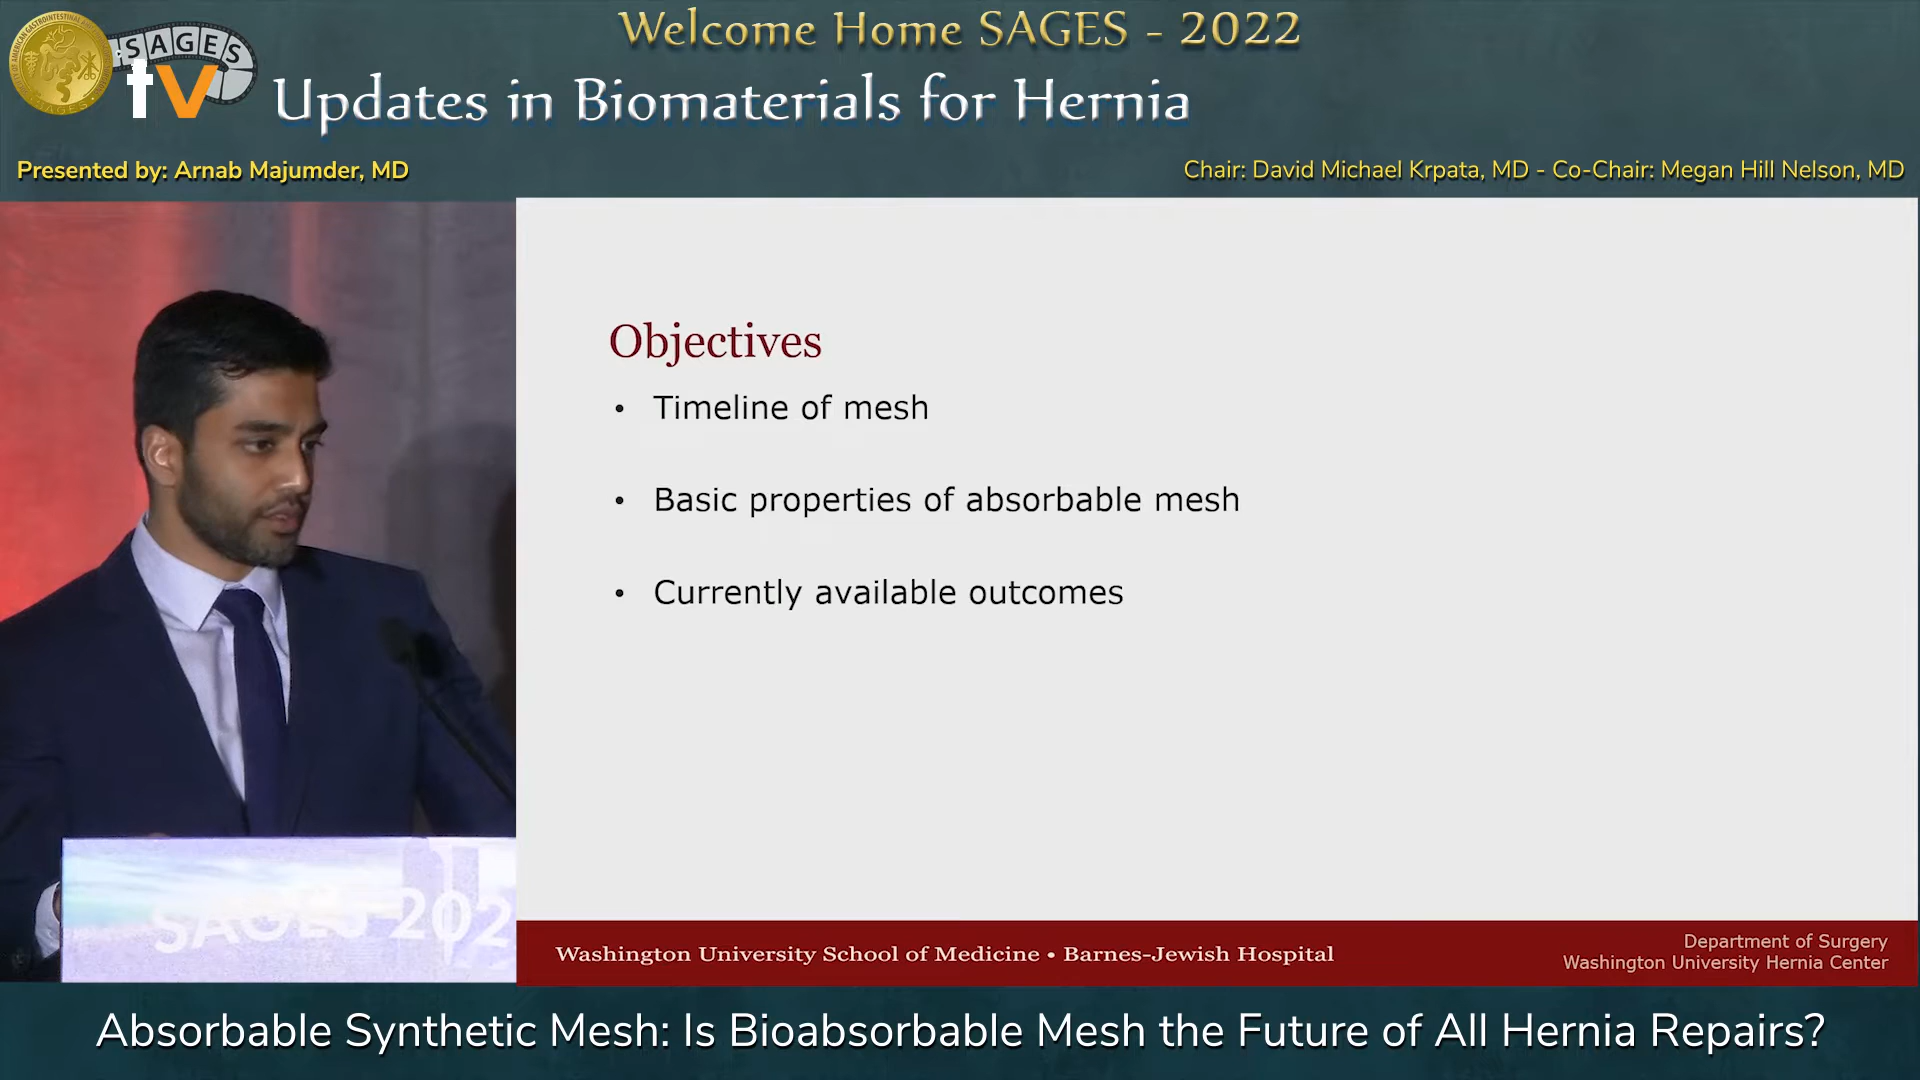 Welcome Home SAGES - 2022
SAGES
tv
Updates in Biomaterials for Hernia
Presented by: Arnab Majumder, MD
Chair: David Michael Krpata, MD - Co-Chair: Megan Hill Nelson, MD
Objectives
• Timeline of mesh
• Basic properties of absorbable mesh
• Currently available outcomes
SAGES 202
Washington University School of Medicine • Barnes-Jewish Hospital
Department of Surgery
Washington University Hernia Center
Absorbable Synthetic Mesh: Is Bioabsorbable Mesh the Future of All Hernia Repairs?